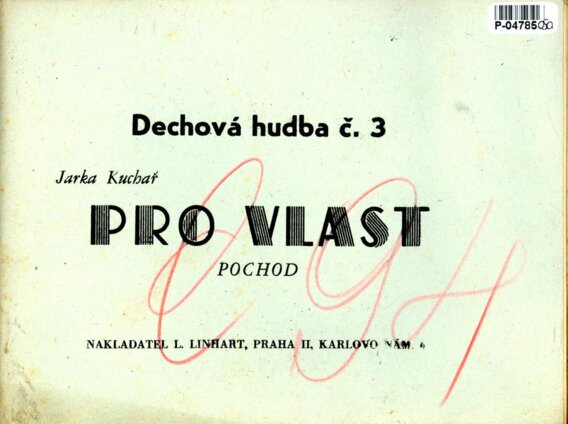 P-04785
Dechová hudba č. 3
Jarka Kuchař
PRO VLAST
POCHOD
NAKLADATEL L. LINHART, PRAHA II, KARLOVO NÁM. 6